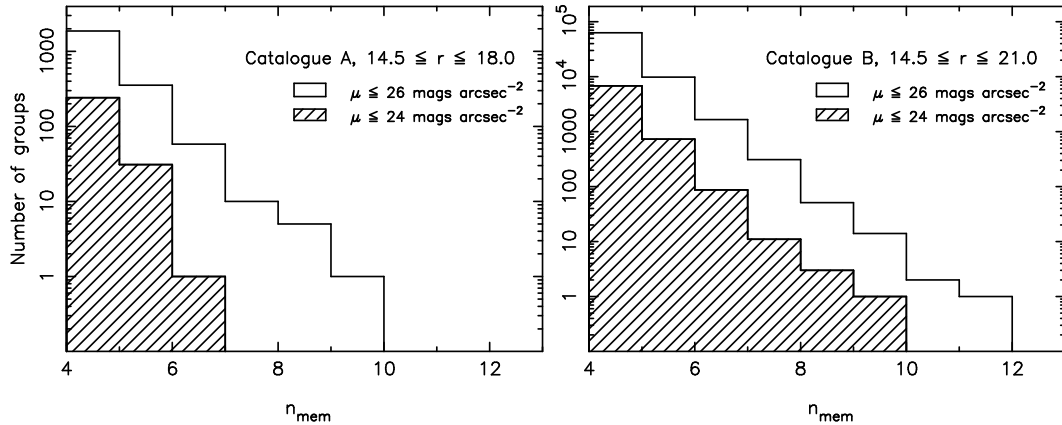 Catalogue A, 14.5 ≦ r ≦ 18.0
μ ≦ 26 mags arcsec⁻²
μ ≦ 24 mags arcsec⁻²
Number of groups
1000
100
10
1
4 6 8 10 12
n_mem
Catalogue B, 14.5 ≦ r ≦ 21.0
μ ≦ 26 mags arcsec⁻²
μ ≦ 24 mags arcsec⁻²
10⁵
10⁴
1000
100
10
1
4 6 8 10 12
n_mem